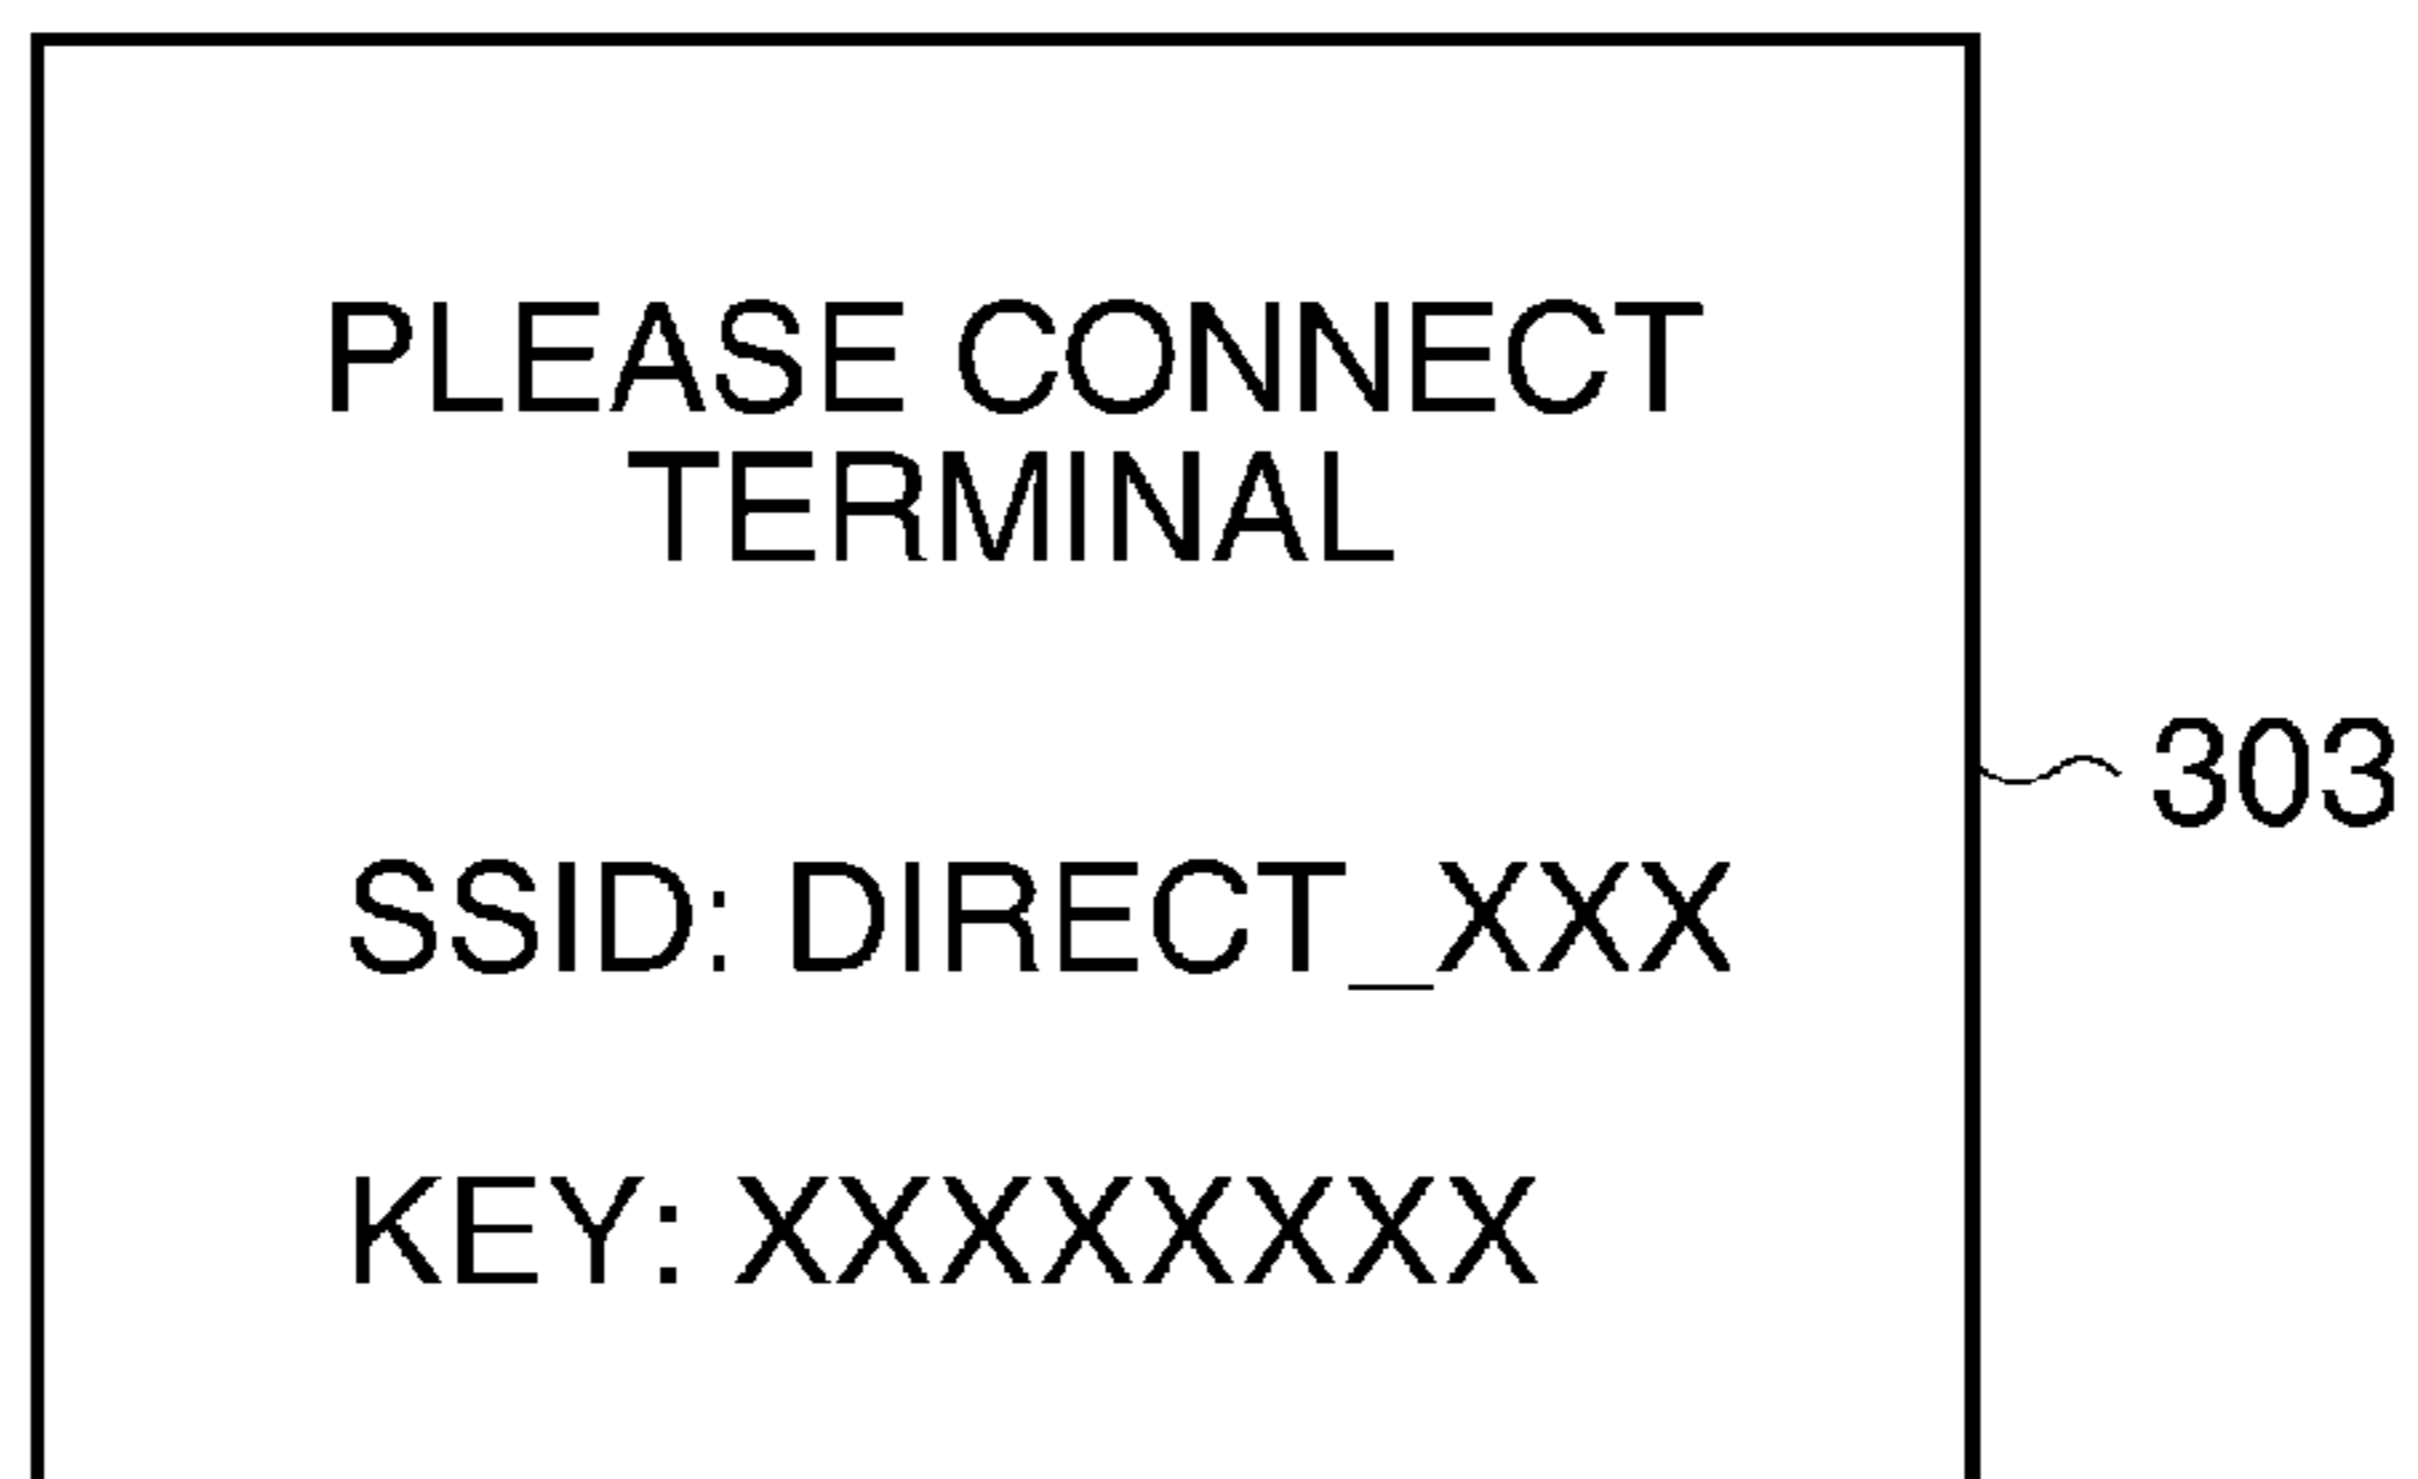 PLEASE CONNECT
TERMINAL
303
SSID: DIRECT_XXX
KEY: XXXXXXXX